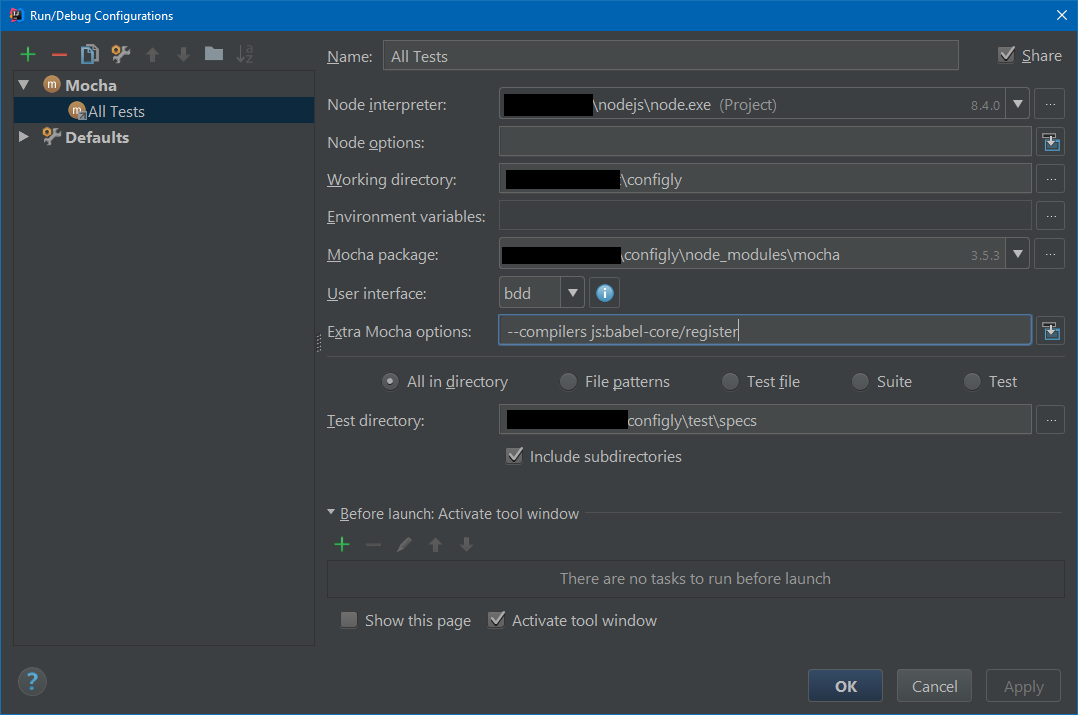 Run/Debug Configurations
Name: All Tests Share
Mocha
All Tests
Defaults
Node interpreter: \nodejs\node.exe (Project) 8.4.0
Node options:
Working directory: \configly
Environment variables:
Mocha package: \configly\node_modules\mocha 3.5.3
User interface: bdd
Extra Mocha options: --compilers js:babel-core/register
All in directory File patterns Test file Suite Test
Test directory: configly\test\specs
Include subdirectories
Before launch: Activate tool window
There are no tasks to run before launch
Show this page Activate tool window
? OK Cancel Apply